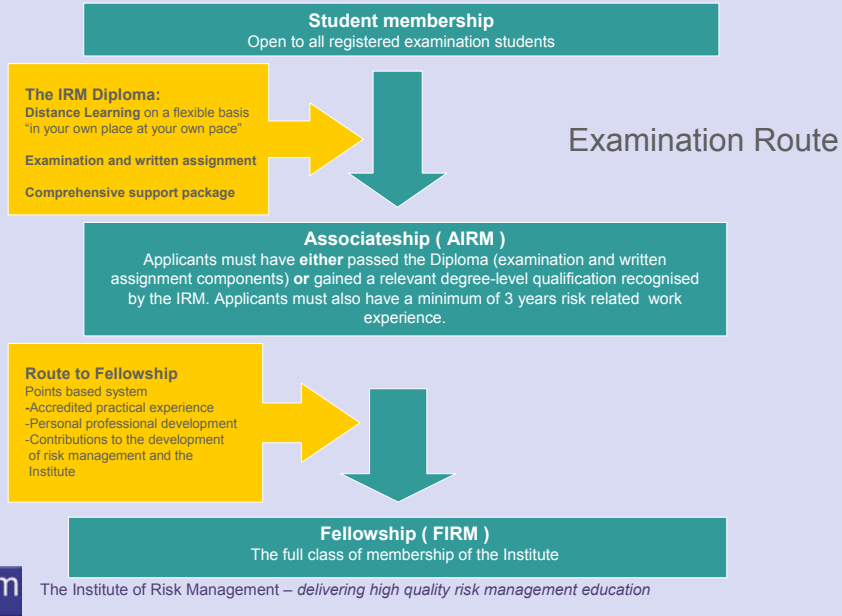 Student membership
Open to all registered examination students
The IRM Diploma:
Distance Learning on a flexible basis
“in your own place at your own pace”
Examination and written assignment
Comprehensive support package
Examination Route
Associateship ( AIRM )
Applicants must have either passed the Diploma (examination and written
assignment components) or gained a relevant degree-level qualification recognised
by the IRM. Applicants must also have a minimum of 3 years risk related work
experience.
Route to Fellowship
Points based system
-Accredited practical experience
-Personal professional development
-Contributions to the development
of risk management and the
Institute
Fellowship ( FIRM )
The full class of membership of the Institute
m
The Institute of Risk Management – delivering high quality risk management education